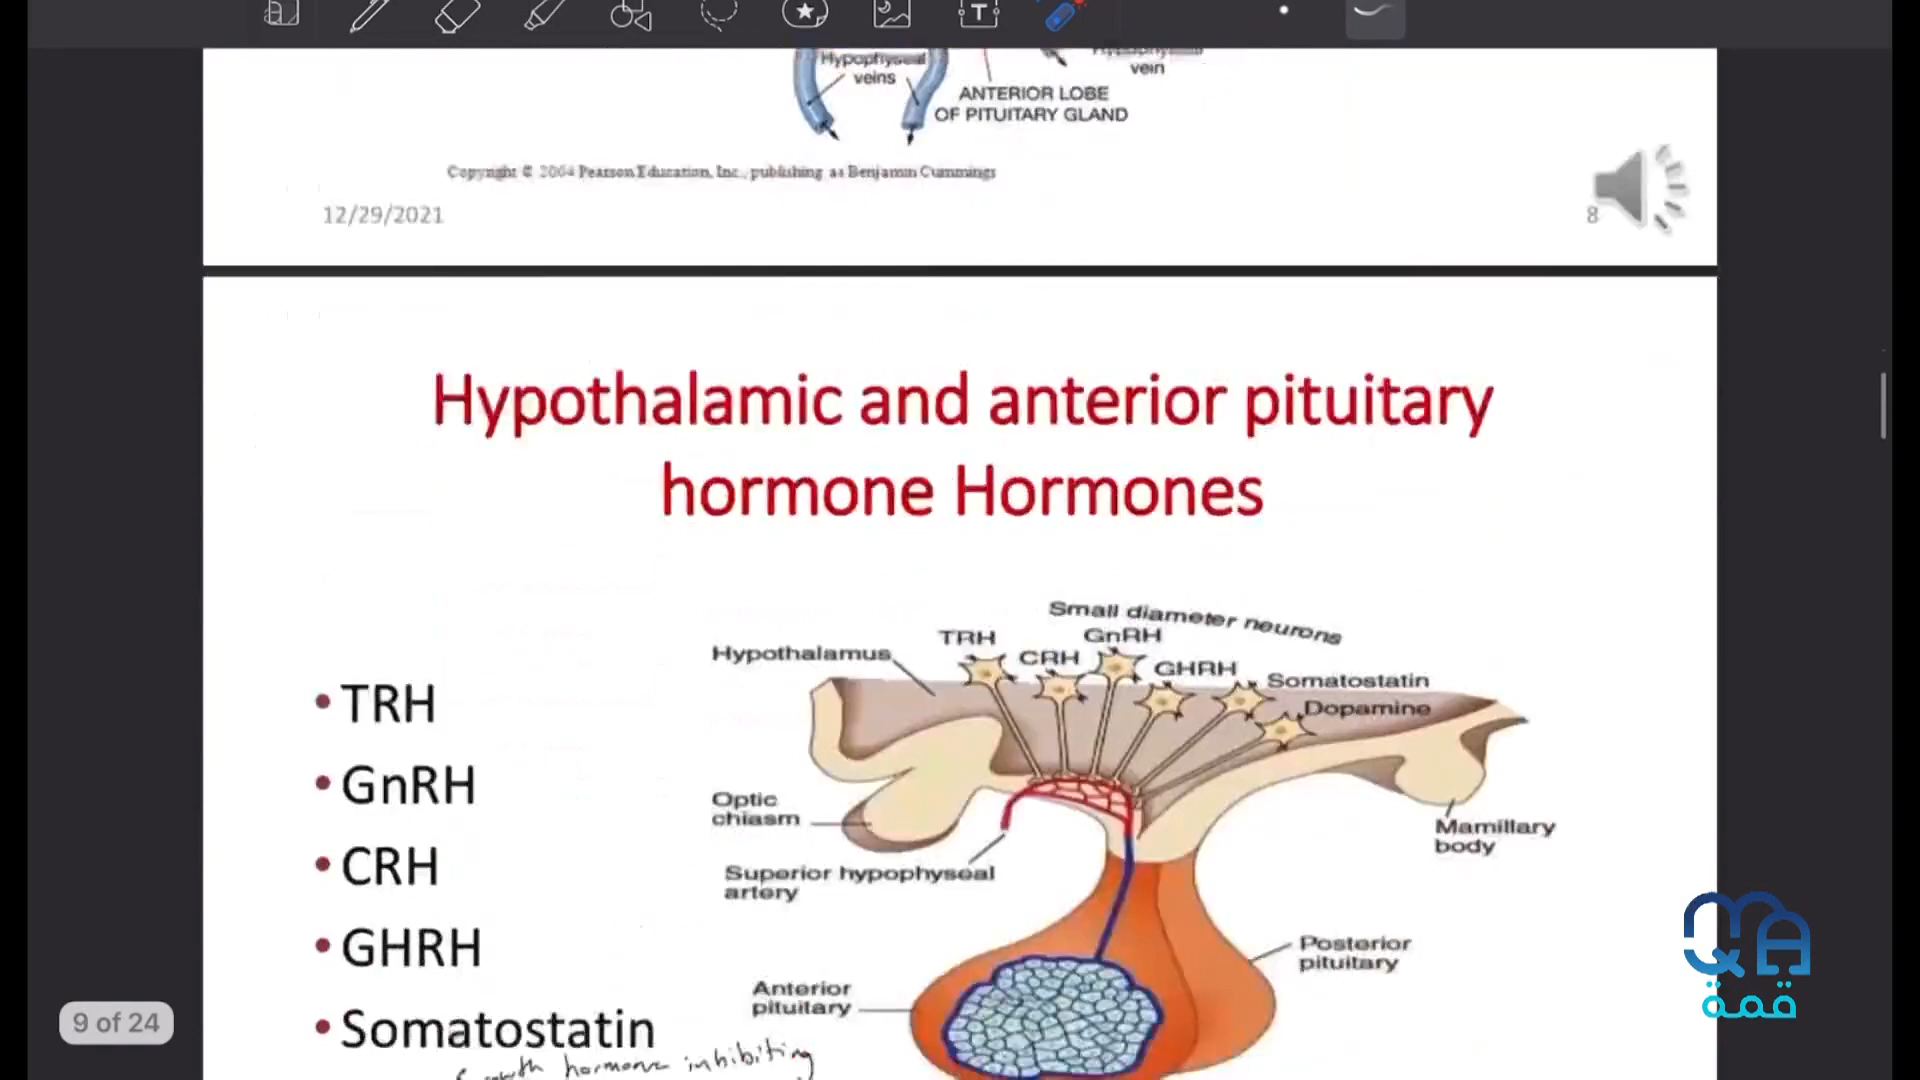 T
Hypophyseal
veins
vein
ANTERIOR LOBE
OF PITUITARY GLAND
Copyright © 2004 Pearson Education, Inc., publishing as Benjamin Cummings
12/29/2021
8
Hypothalamic and anterior pituitary
hormone Hormones
• TRH
• GnRH
• CRH
• GHRH
• Somatostatin
growth hormone inhibiting
Small diameter neurons
TRH
GnRH
Hypothalamus
CRH
GHRH
Somatostatin
Dopamine
Optic
chiasm
Mamillary
body
Superior hypophyseal
artery
Posterior
pituitary
Anterior
pituitary
9 of 24
قمة